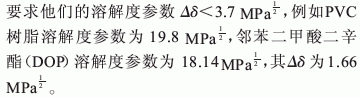 要求他们的溶解度参数 Δδ＜3.7 MPa^{1/2},例如PVC
树脂溶解度参数为 19.8 MPa^{1/2},邻苯二甲酸二辛
酯(DOP)溶解度参数为 18.14MPa^{1/2},其Δδ 为1.66
MPa^{1/2}。